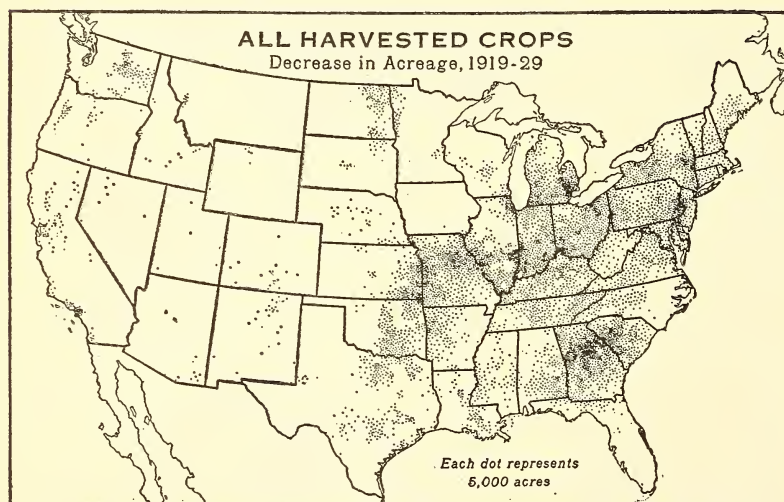 ALL HARVESTED CROPS
Decrease in Acreage, 1919-29
Each dot represents
5,000 acres